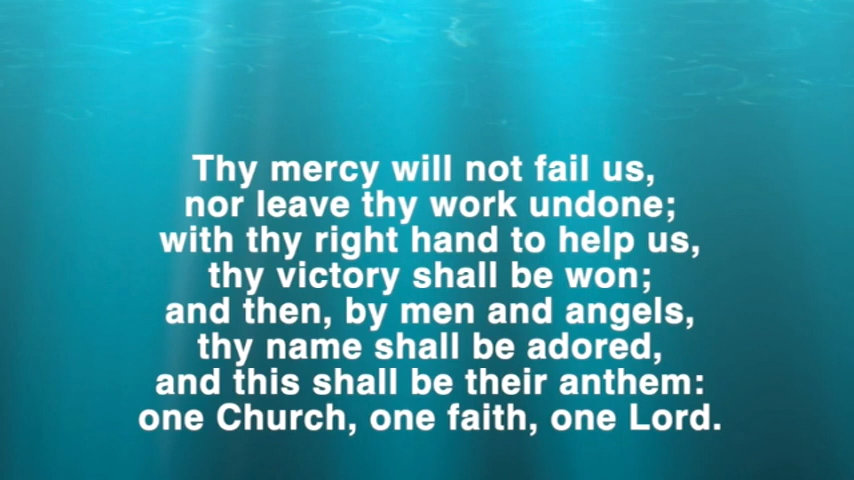 Thy mercy will not fail us,
nor leave thy work undone;
with thy right hand to help us,
thy victory shall be won;
and then, by men and angels,
thy name shall be adored,
and this shall be their anthem:
one Church, one faith, one Lord.